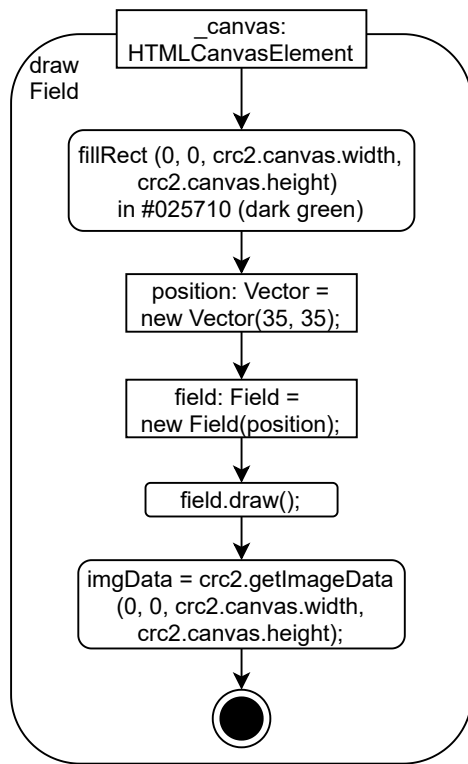 _canvas:
HTMLCanvasElement
draw
Field
fillRect (0, 0, crc2.canvas.width,
crc2.canvas.height)
in #025710 (dark green)
position: Vector =
new Vector(35, 35);
field: Field =
new Field(position);
field.draw();
imgData = crc2.getImageData
(0, 0, crc2.canvas.width,
crc2.canvas.height);